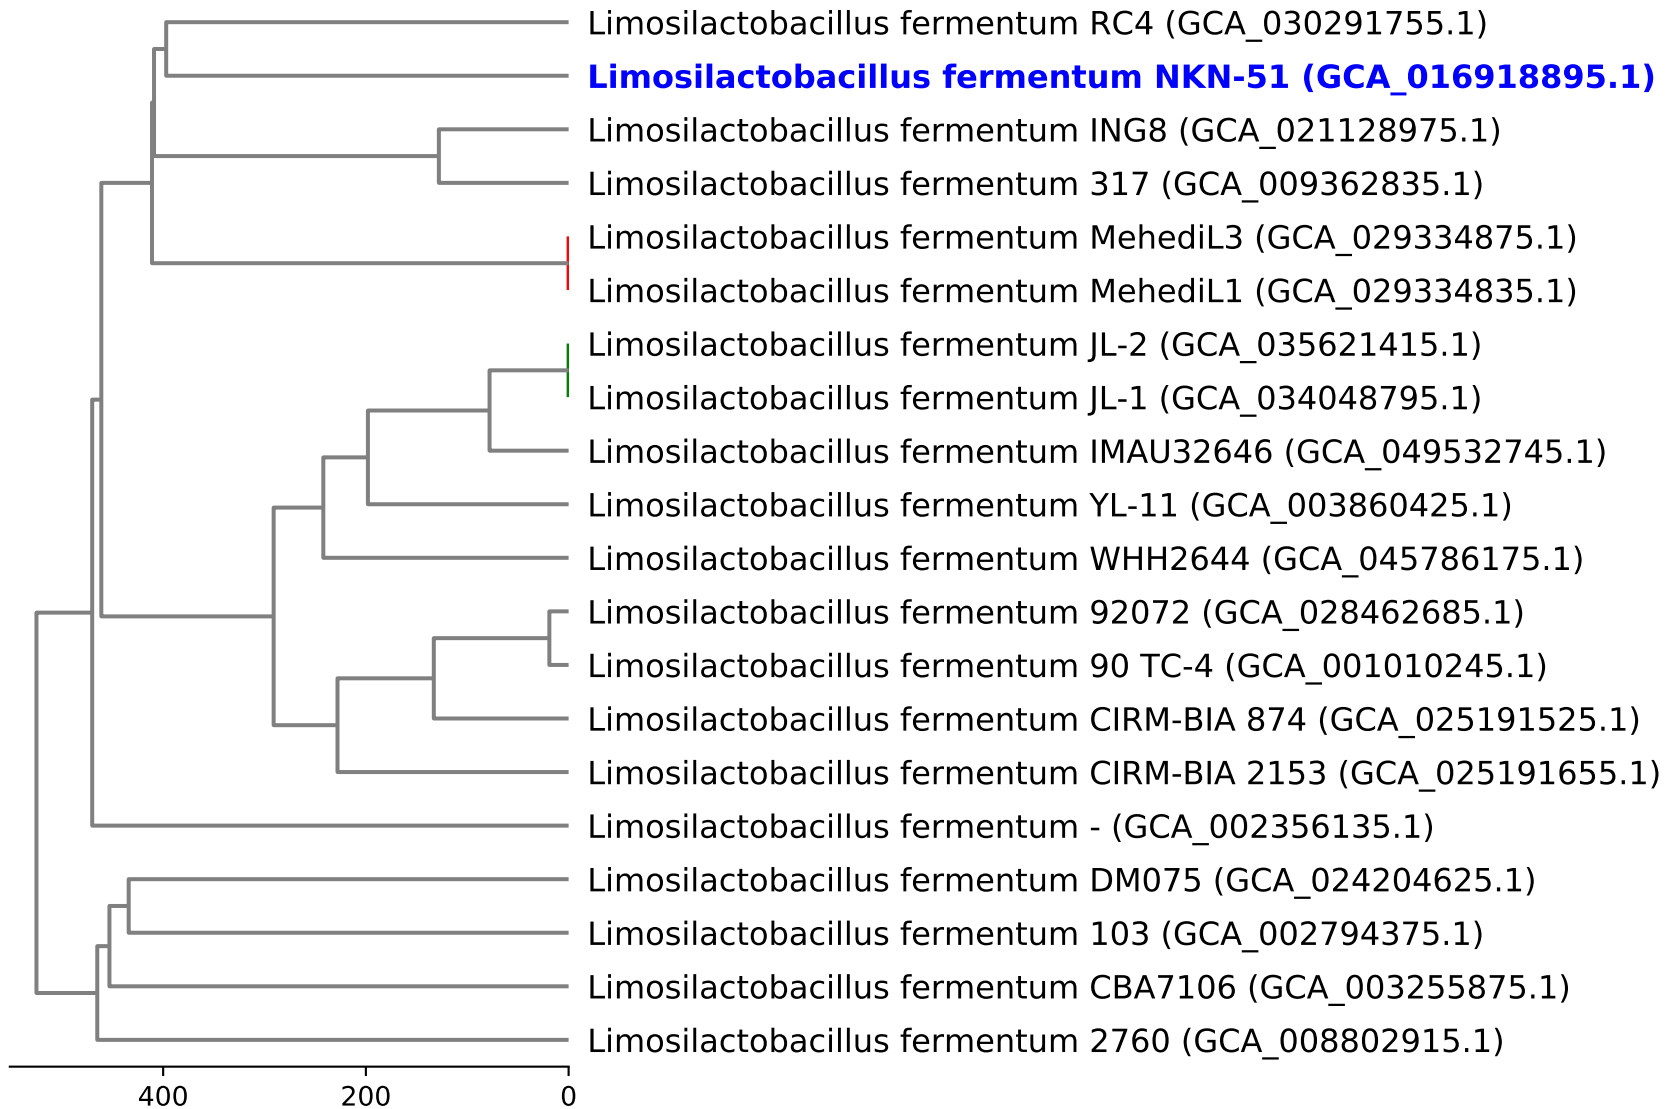 Limosilactobacillus fermentum RC4 (GCA_030291755.1)
Limosilactobacillus fermentum NKN-51 (GCA_016918895.1)
Limosilactobacillus fermentum ING8 (GCA_021128975.1)
Limosilactobacillus fermentum 317 (GCA_009362835.1)
Limosilactobacillus fermentum MehediL3 (GCA_029334875.1)
Limosilactobacillus fermentum MehediL1 (GCA_029334835.1)
Limosilactobacillus fermentum JL-2 (GCA_035621415.1)
Limosilactobacillus fermentum JL-1 (GCA_034048795.1)
Limosilactobacillus fermentum IMAU32646 (GCA_049532745.1)
Limosilactobacillus fermentum YL-11 (GCA_003860425.1)
Limosilactobacillus fermentum WHH2644 (GCA_045786175.1)
Limosilactobacillus fermentum 92072 (GCA_028462685.1)
Limosilactobacillus fermentum 90 TC-4 (GCA_001010245.1)
Limosilactobacillus fermentum CIRM-BIA 874 (GCA_025191525.1)
Limosilactobacillus fermentum CIRM-BIA 2153 (GCA_025191655.1)
Limosilactobacillus fermentum - (GCA_002356135.1)
Limosilactobacillus fermentum DM075 (GCA_024204625.1)
Limosilactobacillus fermentum 103 (GCA_002794375.1)
Limosilactobacillus fermentum CBA7106 (GCA_003255875.1)
Limosilactobacillus fermentum 2760 (GCA_008802915.1)
400 200 0